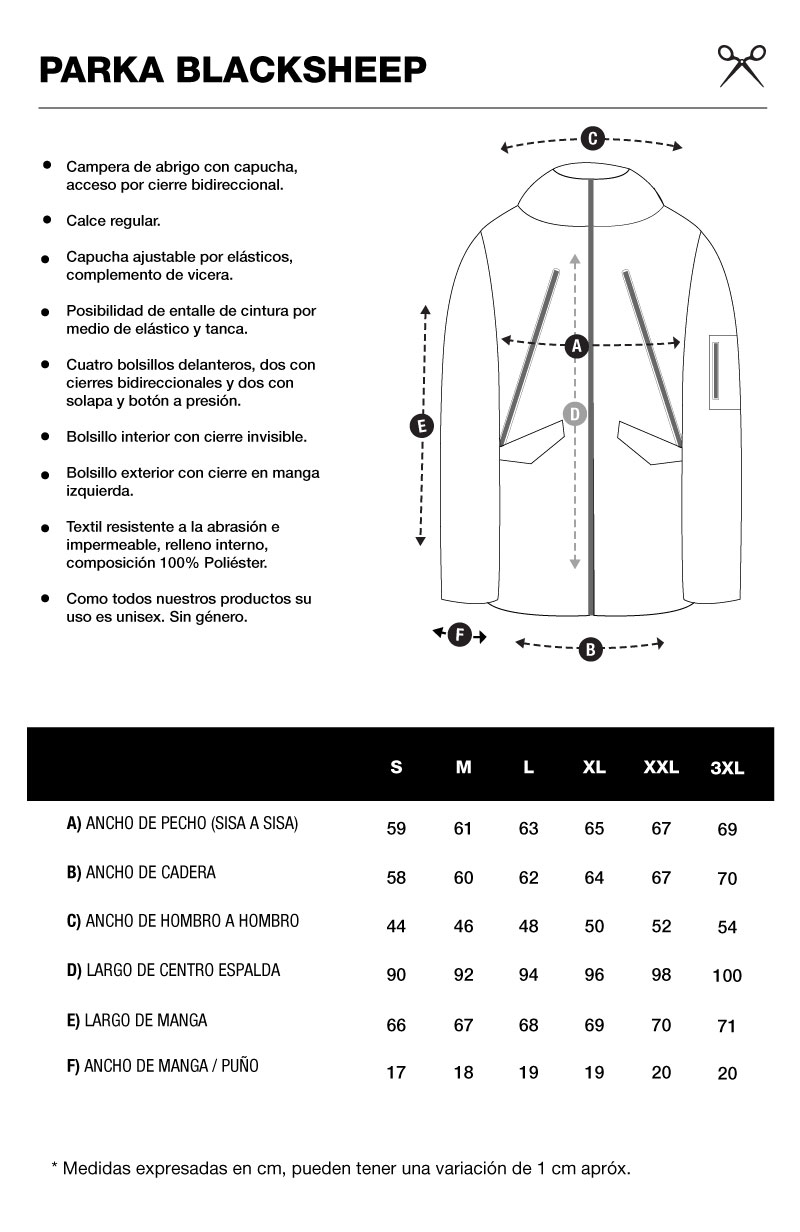 PARKA BLACKSHEEP
• Campera de abrigo con capucha,
acceso por cierre bidireccional.
• Calce regular.
• Capucha ajustable por elásticos,
complemento de vicera.
• Posibilidad de entalle de cintura por
medio de elástico y tanca.
• Cuatro bolsillos delanteros, dos con
cierres bidireccionales y dos con
solapa y botón a presión.
• Bolsillo interior con cierre invisible.
• Bolsillo exterior con cierre en manga
izquierda.
• Textil resistente a la abrasión e
impermeable, relleno interno,
composición 100% Poliéster.
• Como todos nuestros productos su
uso es unisex. Sin género.
C
A
D
E
F
B
S M L XL XXL 3XL
A) ANCHO DE PECHO (SISA A SISA) 59 61 63 65 67 69
B) ANCHO DE CADERA 58 60 62 64 67 70
C) ANCHO DE HOMBRO A HOMBRO 44 46 48 50 52 54
D) LARGO DE CENTRO ESPALDA 90 92 94 96 98 100
E) LARGO DE MANGA 66 67 68 69 70 71
F) ANCHO DE MANGA / PUÑO 17 18 19 19 20 20
* Medidas expresadas en cm, pueden tener una variación de 1 cm apróx.